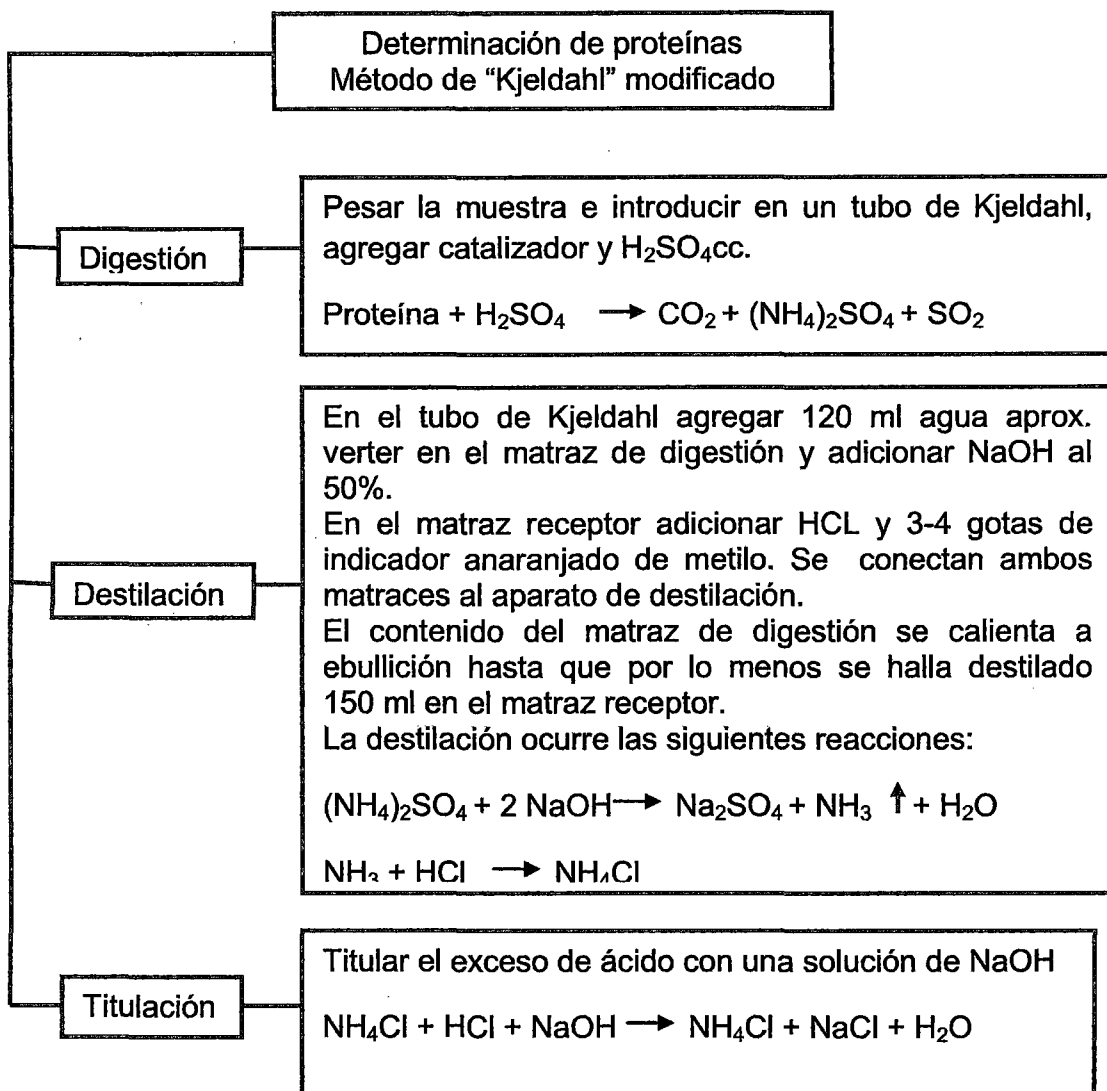 Determinación de proteínas
Método de “Kjeldahl” modificado
Digestión
Pesar la muestra e introducir en un tubo de Kjeldahl,
agregar catalizador y H₂SO₄cc.
Proteína + H₂SO₄ → CO₂ + (NH₄)₂SO₄ + SO₂
Destilación
En el tubo de Kjeldahl agregar 120 ml agua aprox.
verter en el matraz de digestión y adicionar NaOH al
50%.
En el matraz receptor adicionar HCL y 3-4 gotas de
indicador anaranjado de metilo. Se conectan ambos
matraces al aparato de destilación.
El contenido del matraz de digestión se calienta a
ebullición hasta que por lo menos se halla destilado
150 ml en el matraz receptor.
La destilación ocurre las siguientes reacciones:
(NH₄)₂SO₄ + 2 NaOH → Na₂SO₄ + NH₃ ↑ + H₂O
NH₃ + HCl → NH₄Cl
Titulación
Titular el exceso de ácido con una solución de NaOH
NH₄Cl + HCl + NaOH → NH₄Cl + NaCl + H₂O